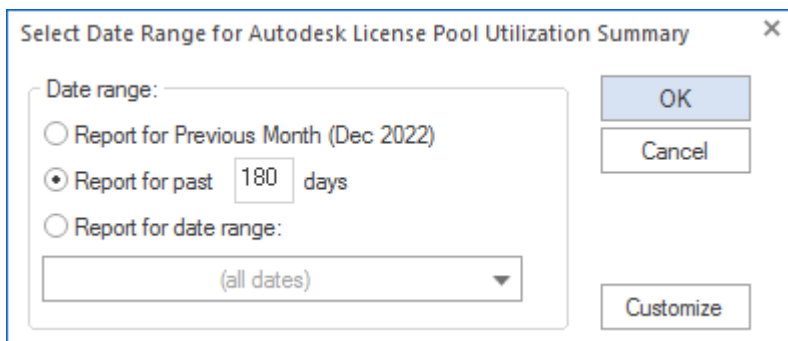 Select Date Range for Autodesk License Pool Utilization Summary
Date range:
OK
Report for Previous Month (Dec 2022)
Cancel
Report for past 180 days
Report for date range:
(all dates)
Customize